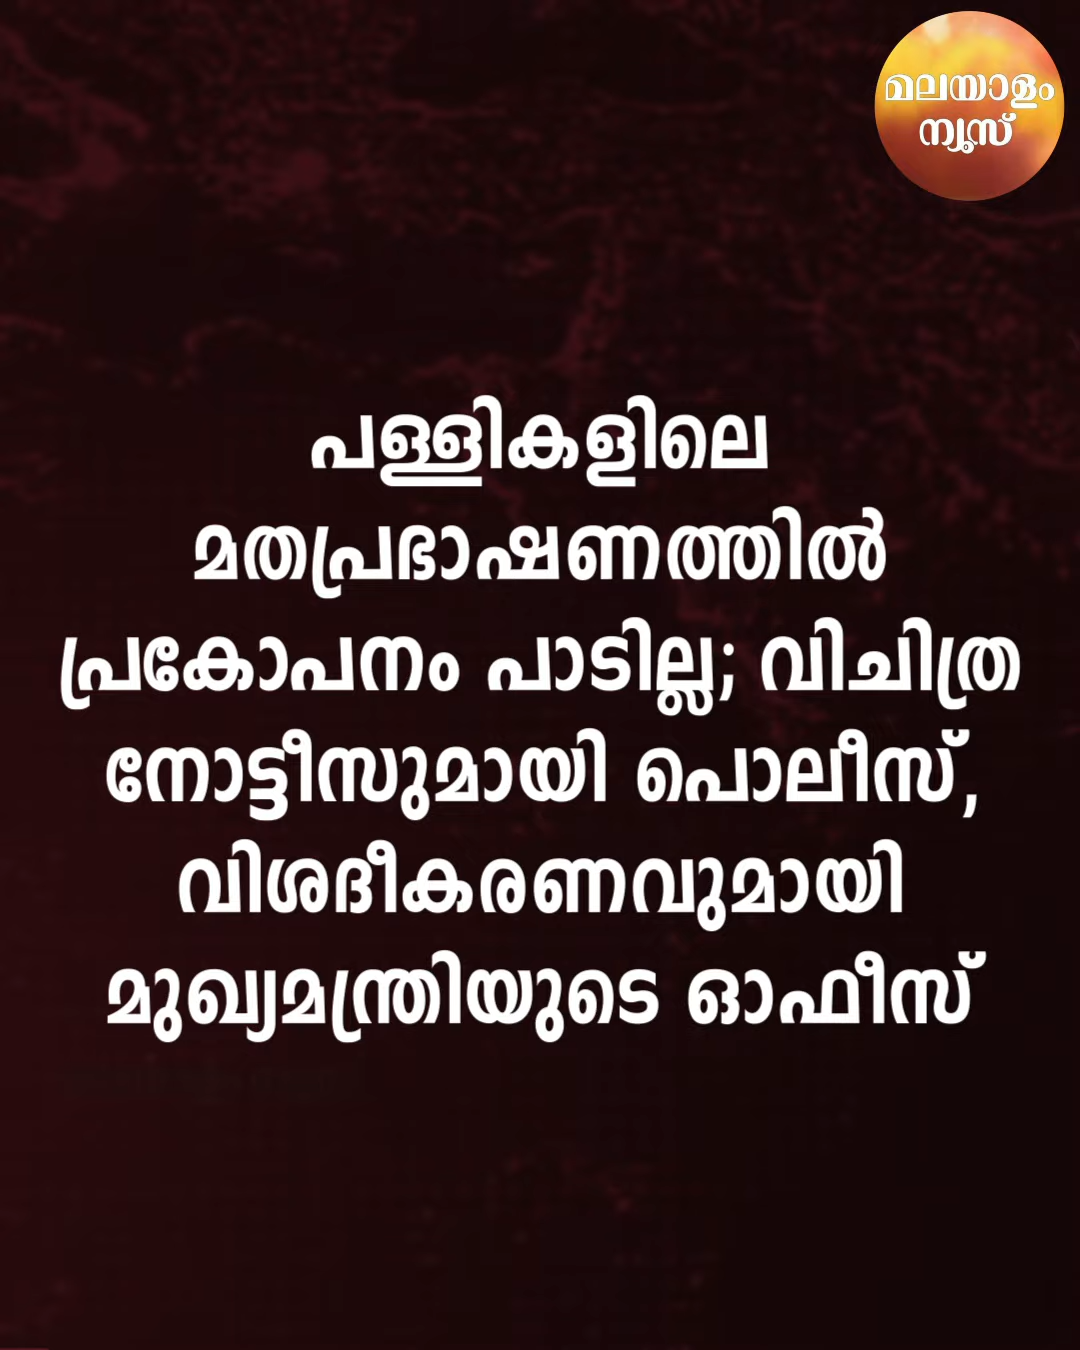 മലയാളം
ന്യൂസ്
പള്ളികളിലെ
മതപ്രഭാഷണത്തിൽ
പ്രകോപനം പാടില്ല; വിചിത്ര
നോട്ടീസുമായി പൊലീസ്,
വിശദീകരണവുമായി
മുഖ്യമന്ത്രിയുടെ ഓഫീസ്